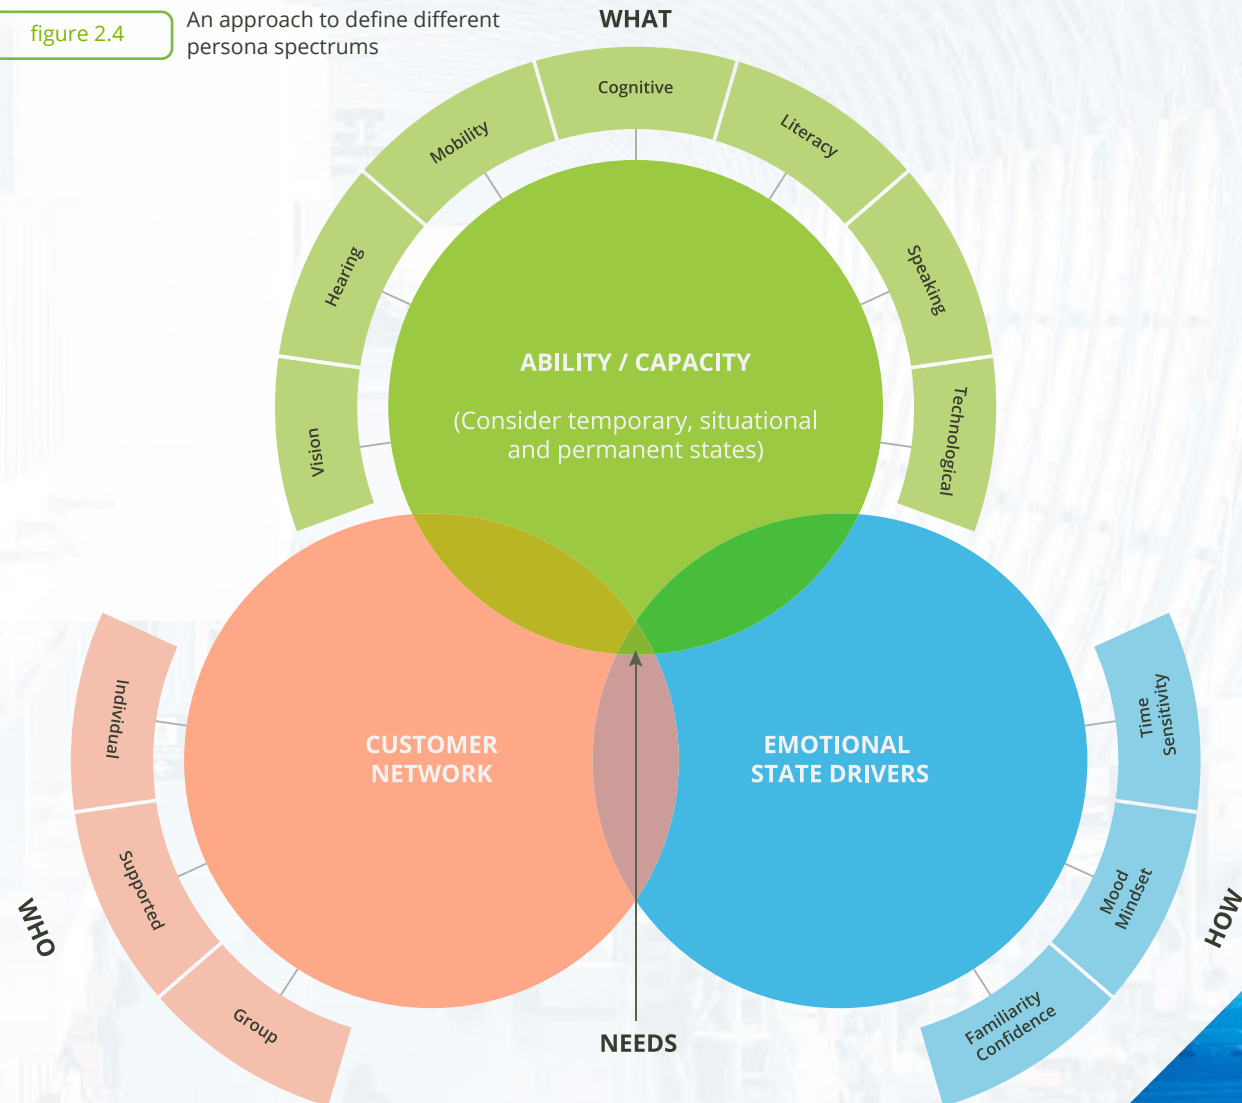 figure 2.4
An approach to define different
persona spectrums
WHAT
Cognitive
Mobility
Literacy
Hearing
Speaking
Vision
Technological
ABILITY / CAPACITY
(Consider temporary, situational
and permanent states)
Individual
Supported
Group
WHO
CUSTOMER
NETWORK
EMOTIONAL
STATE DRIVERS
Time
Sensitivity
Mood
Mindset
Familiarity
Confidence
HOW
NEEDS